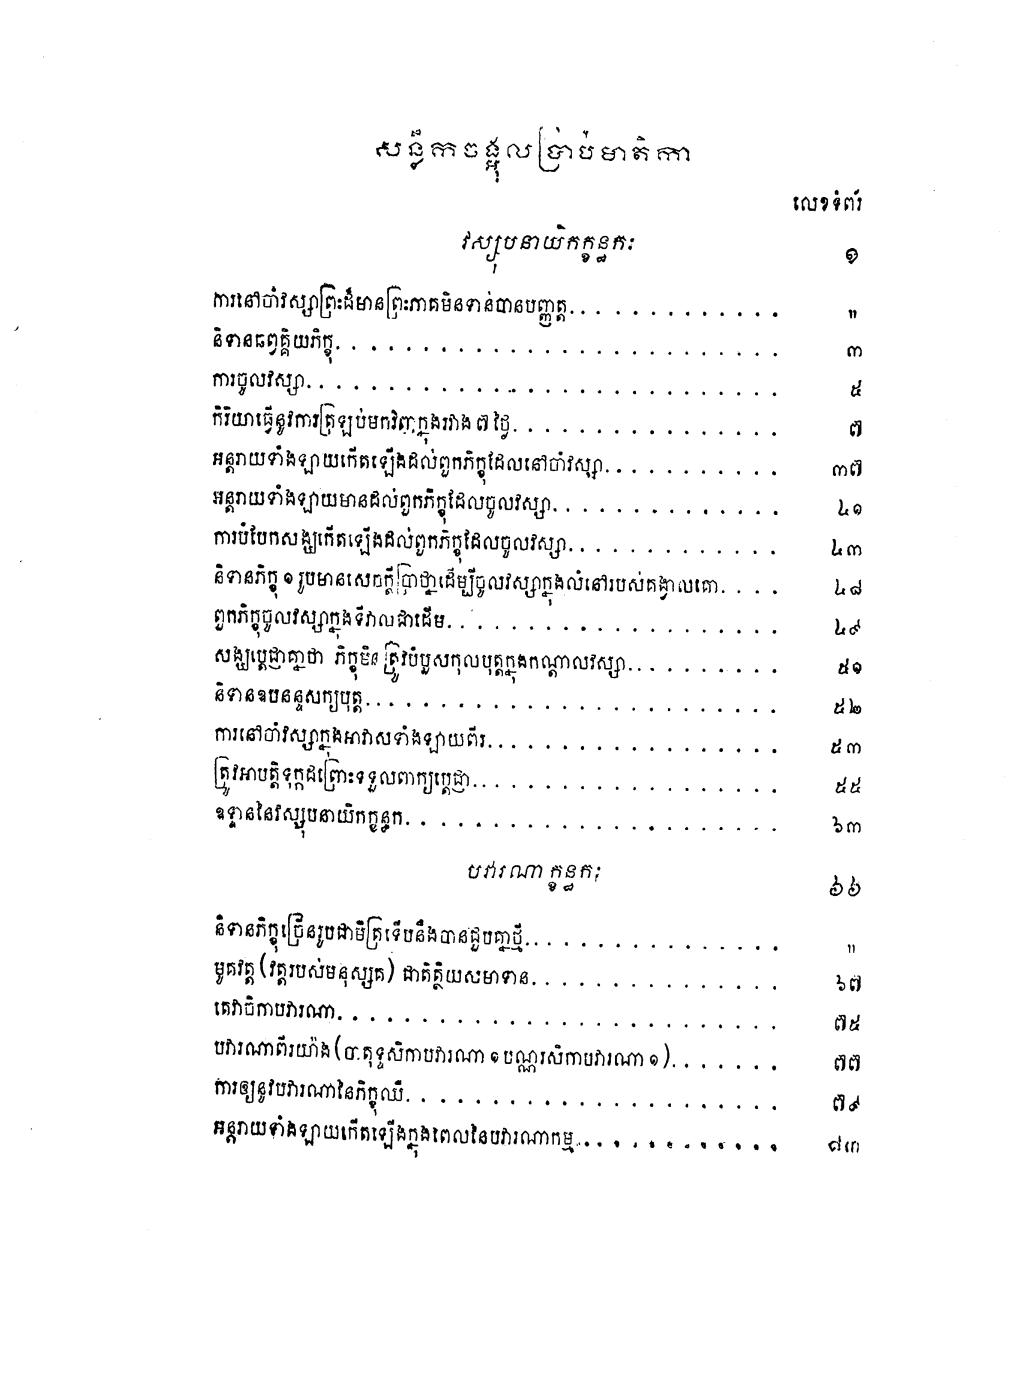 សន្លឹកចង្អុលប្រាប់មាតិកា
លេខទំព័រ
វស្សុបនាយិកក្ខន្ធកៈ ១
ការនៅចាំវស្សាព្រិះដ៏មានព្រះភាគមិនទាន់បានបញ្ញត្ត. . . . . . . . . . . . . "
និទានឆព្វគ្គិយភិក្ខុ. . . . . . . . . . . . . . . . . . . . . . . . . . ៣
ការចូលវស្សា. . . . . . . . . . . . . . . . . . . . . . . . . . . . ៥
កិរិយាធ្វើនូវការត្រឡប់មកវិញក្នុងរវាង ៧ ថ្ងៃ. . . . . . . . . . . . . . . . ៧
អន្តរាយទាំងឡាយកើតឡើងដល់ពួកភិក្ខុដែលនៅចាំវស្សា. . . . . . . . . . . ៣៧
អន្តរាយទាំងឡាយមានដល់ពួកភិក្ខុដែលចូលវស្សា. . . . . . . . . . . . . . ៤១
ការបំបែកសង្ឃកើតឡើងដល់ពួកភិក្ខុដែលចូលវស្សា. . . . . . . . . . . . . ៤៣
និទានភិក្ខុ ១ រូបមានសេចក្តីប្រាថ្នាដើម្បីចូលវស្សាក្នុងលំនៅរបស់គង្វាលគោ. . . . ៤៨
ពួកភិក្ខុចូលវស្សាក្នុងទីវាលជាដើម. . . . . . . . . . . . . . . . . . . . ៤៩
សង្ឃប្តេជ្ញាគ្នាថា ភិក្ខុមិនត្រូវបំបួសកុលបុត្តក្នុងកណ្តាលវស្សា. . . . . . . . . ៥១
និទានឧបនន្ទសក្យបុត្ត. . . . . . . . . . . . . . . . . . . . . . . . . ៥២
ការនៅចាំវស្សាក្នុងអាវាសទាំងឡាយពីរ. . . . . . . . . . . . . . . . . . ៥៣
ត្រូវអាបត្តិទុក្កដព្រោះទទួលពាក្យប្តេជ្ញា. . . . . . . . . . . . . . . . . . . ៥៥
ឧទ្ទាននៃវស្សុបនាយិកក្ខន្ធក. . . . . . . . . . . . . . . . . . . . . . . ៦៣
បវារណាក្ខន្ធកៈ ៦៦
និទានភិក្ខុច្រើនរូបជាមិត្រទើបនឹងបានជួបគ្នាថ្មី. . . . . . . . . . . . . . . . "
មូគវត្ត (វត្តរបស់មនុស្សគ) ជាតិត្ថិយសមាទាន. . . . . . . . . . . . . . . ៦៧
តេវាចិកាបវារណា. . . . . . . . . . . . . . . . . . . . . . . . . . ៧៥
បវារណាពីរយ៉ាង (ចាតុទ្ទសិកាបវារណា ១ បណ្ណរសិកាបវារណា ១). . . . . . . ៧៧
ការឲ្យនូវបវារណានៃភិក្ខុឈឺ. . . . . . . . . . . . . . . . . . . . . . . ៧៩
អន្តរាយទាំងឡាយកើតឡើងក្នុងពេលនៃបវារណាកម្ម. . . . . . . . . . . . . ៨៣